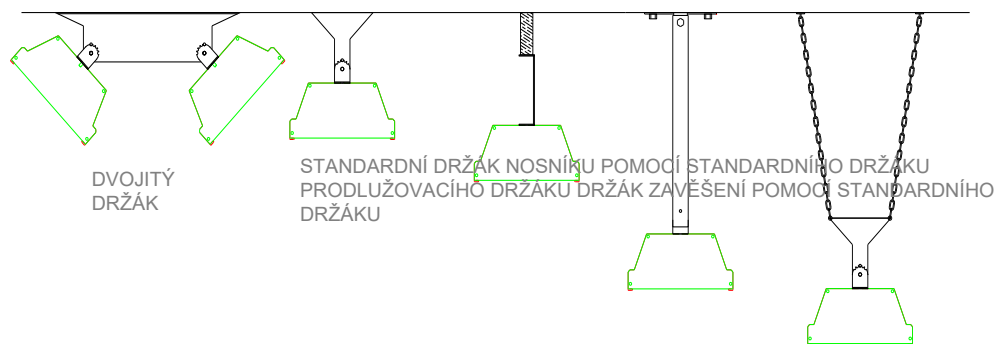 DVOJITÝ
DRŽÁK
STANDARDNÍ DRŽÁK NOSNÍKU POMOCÍ STANDARDNÍHO DRŽÁKU
PRODLUŽOVACÍHO DRŽÁKU DRŽÁK ZAVĚŠENÍ POMOCÍ STANDARDNÍHO
DRŽÁKU